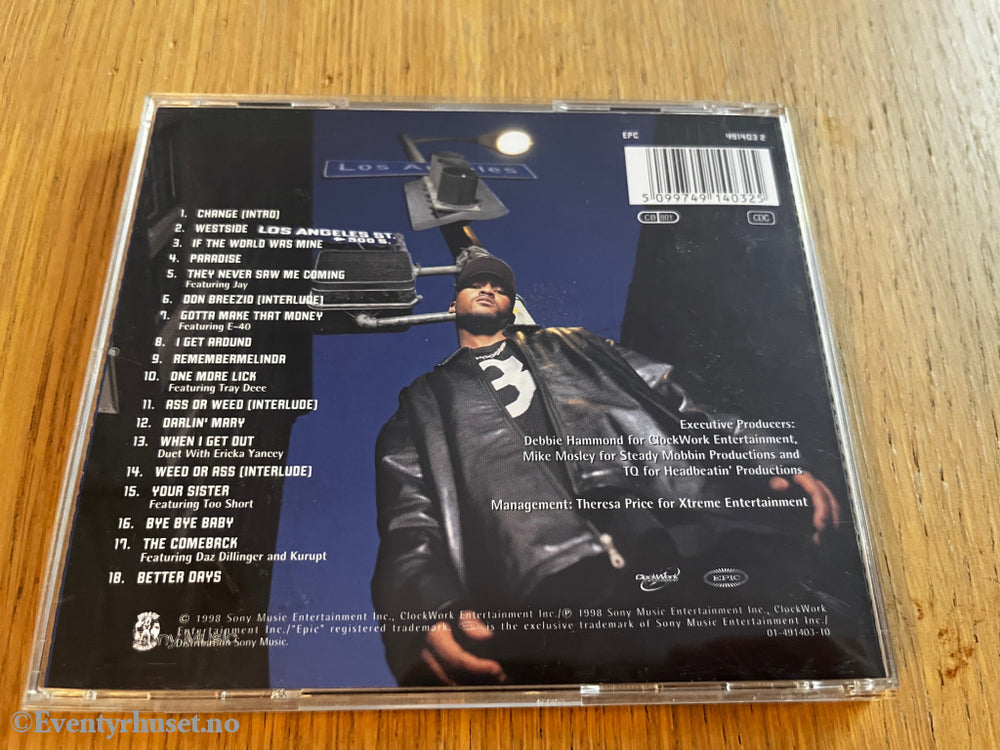 EPC 491403 2
5 099749 140325
CB 801
CDC
Los Angeles
LOS ANGELES ST.
500 S.
1. CHANGE (INTRO)
2. WESTSIDE
3. IF THE WORLD WAS MINE
4. PARADISE
5. THEY NEVER SAW ME COMING
Featuring Jay
6. DON BREEZIO (INTERLUDE)
7. GOTTA MAKE THAT MONEY
Featuring E-40
8. I GET AROUND
9. REMEMBERMELINDA
10. ONE MORE LICK
Featuring Tray Deee
11. ASS OR WEED (INTERLUDE)
12. DARLIN' MARY
13. WHEN I GET OUT
Duet With Ericka Yancey
14. WEED OR ASS (INTERLUDE)
15. YOUR SISTER
Featuring Too Short
16. BYE BYE BABY
17. THE COMEBACK
Featuring Daz Dillinger and Kurupt
18. BETTER DAYS
3
Executive Producers:
Debbie Hammond for ClockWork Entertainment,
Mike Mosley for Steady Mobbin Productions and
TQ for Headbeatin' Productions
Management: Theresa Price for Xtreme Entertainment
ClockWork
EPIC
© 1998 Sony Music Entertainment Inc., ClockWork Entertainment Inc./℗ 1998 Sony Music Entertainment Inc., ClockWork
Entertainment Inc./"Epic" registered trademark. is the exclusive trademark of Sony Music Entertainment Inc./
Distribution Sony Music.
01-491403-10
©Eventyrhuset.no